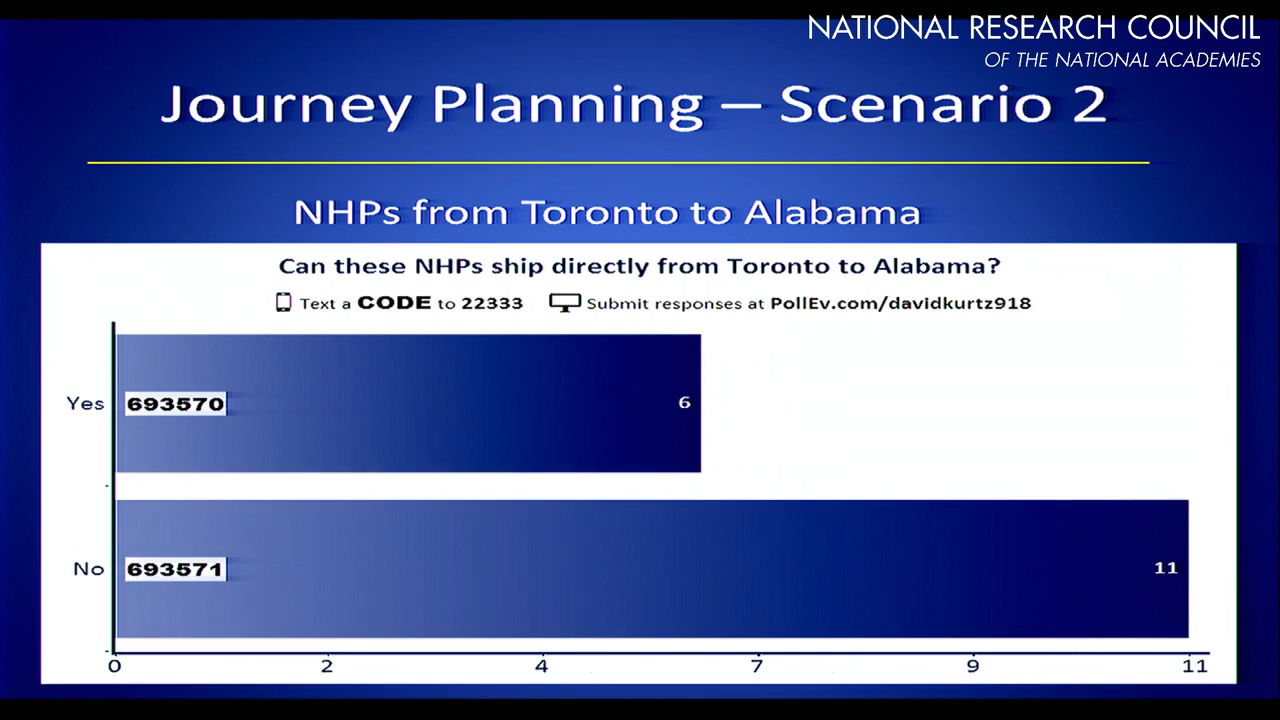 NATIONAL RESEARCH COUNCIL
OF THE NATIONAL ACADEMIES
Journey Planning – Scenario 2
NHPs from Toronto to Alabama
Can these NHPs ship directly from Toronto to Alabama?
Text a CODE to 22333 Submit responses at PollEv.com/davidkurtz918
Yes 693570 6
No 693571 11
0 2 4 7 9 11